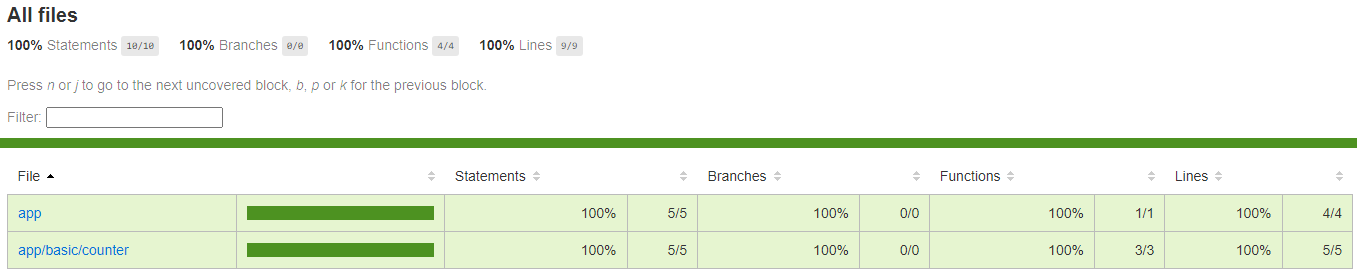 All files
100% Statements 10/10 100% Branches 0/0 100% Functions 4/4 100% Lines 9/9
Press n or j to go to the next uncovered block, b, p or k for the previous block.
Filter:
File Statements Branches Functions Lines
app 100% 5/5 100% 0/0 100% 1/1 100% 4/4
app/basic/counter 100% 5/5 100% 0/0 100% 3/3 100% 5/5